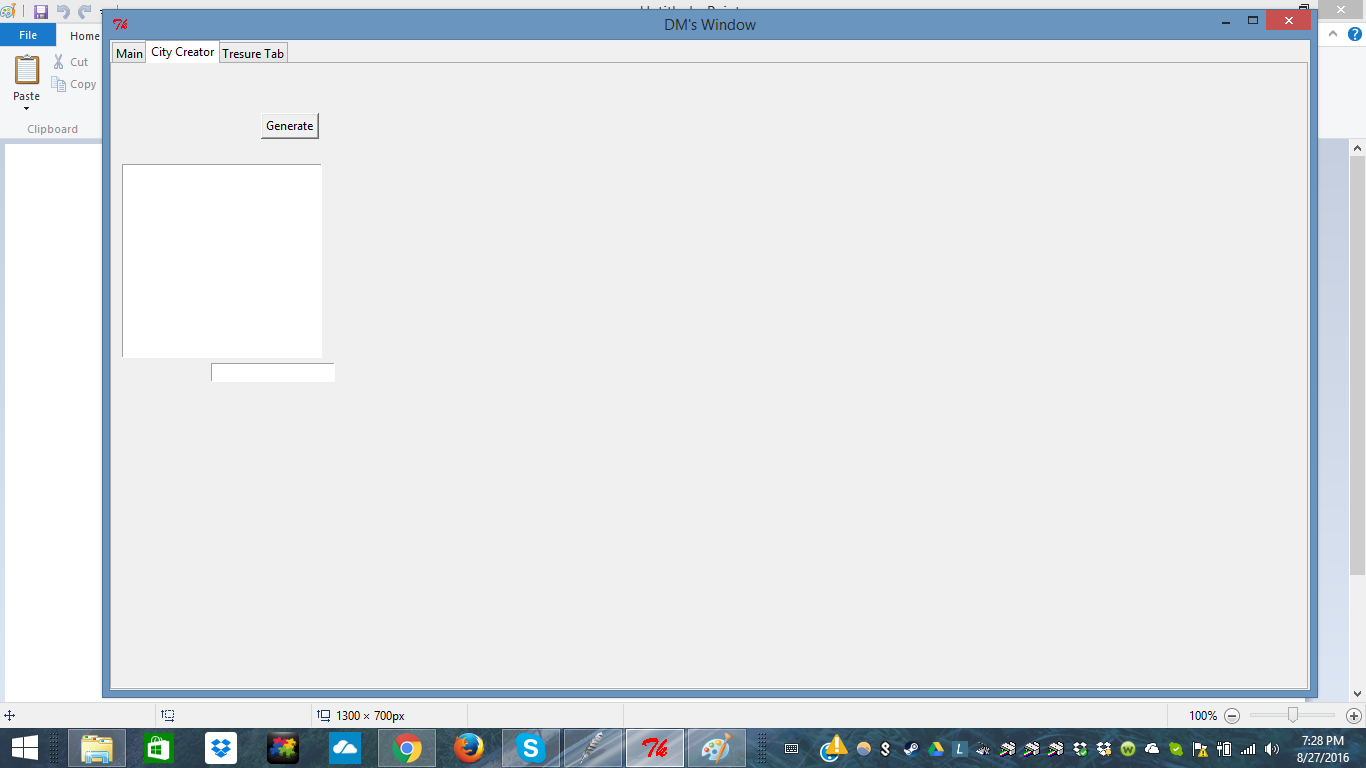 DM's Window
File
Home
Main
City Creator
Tresure Tab
Cut
Copy
Paste
Clipboard
Generate
1300 × 700px
100%
7:28 PM
8/27/2016